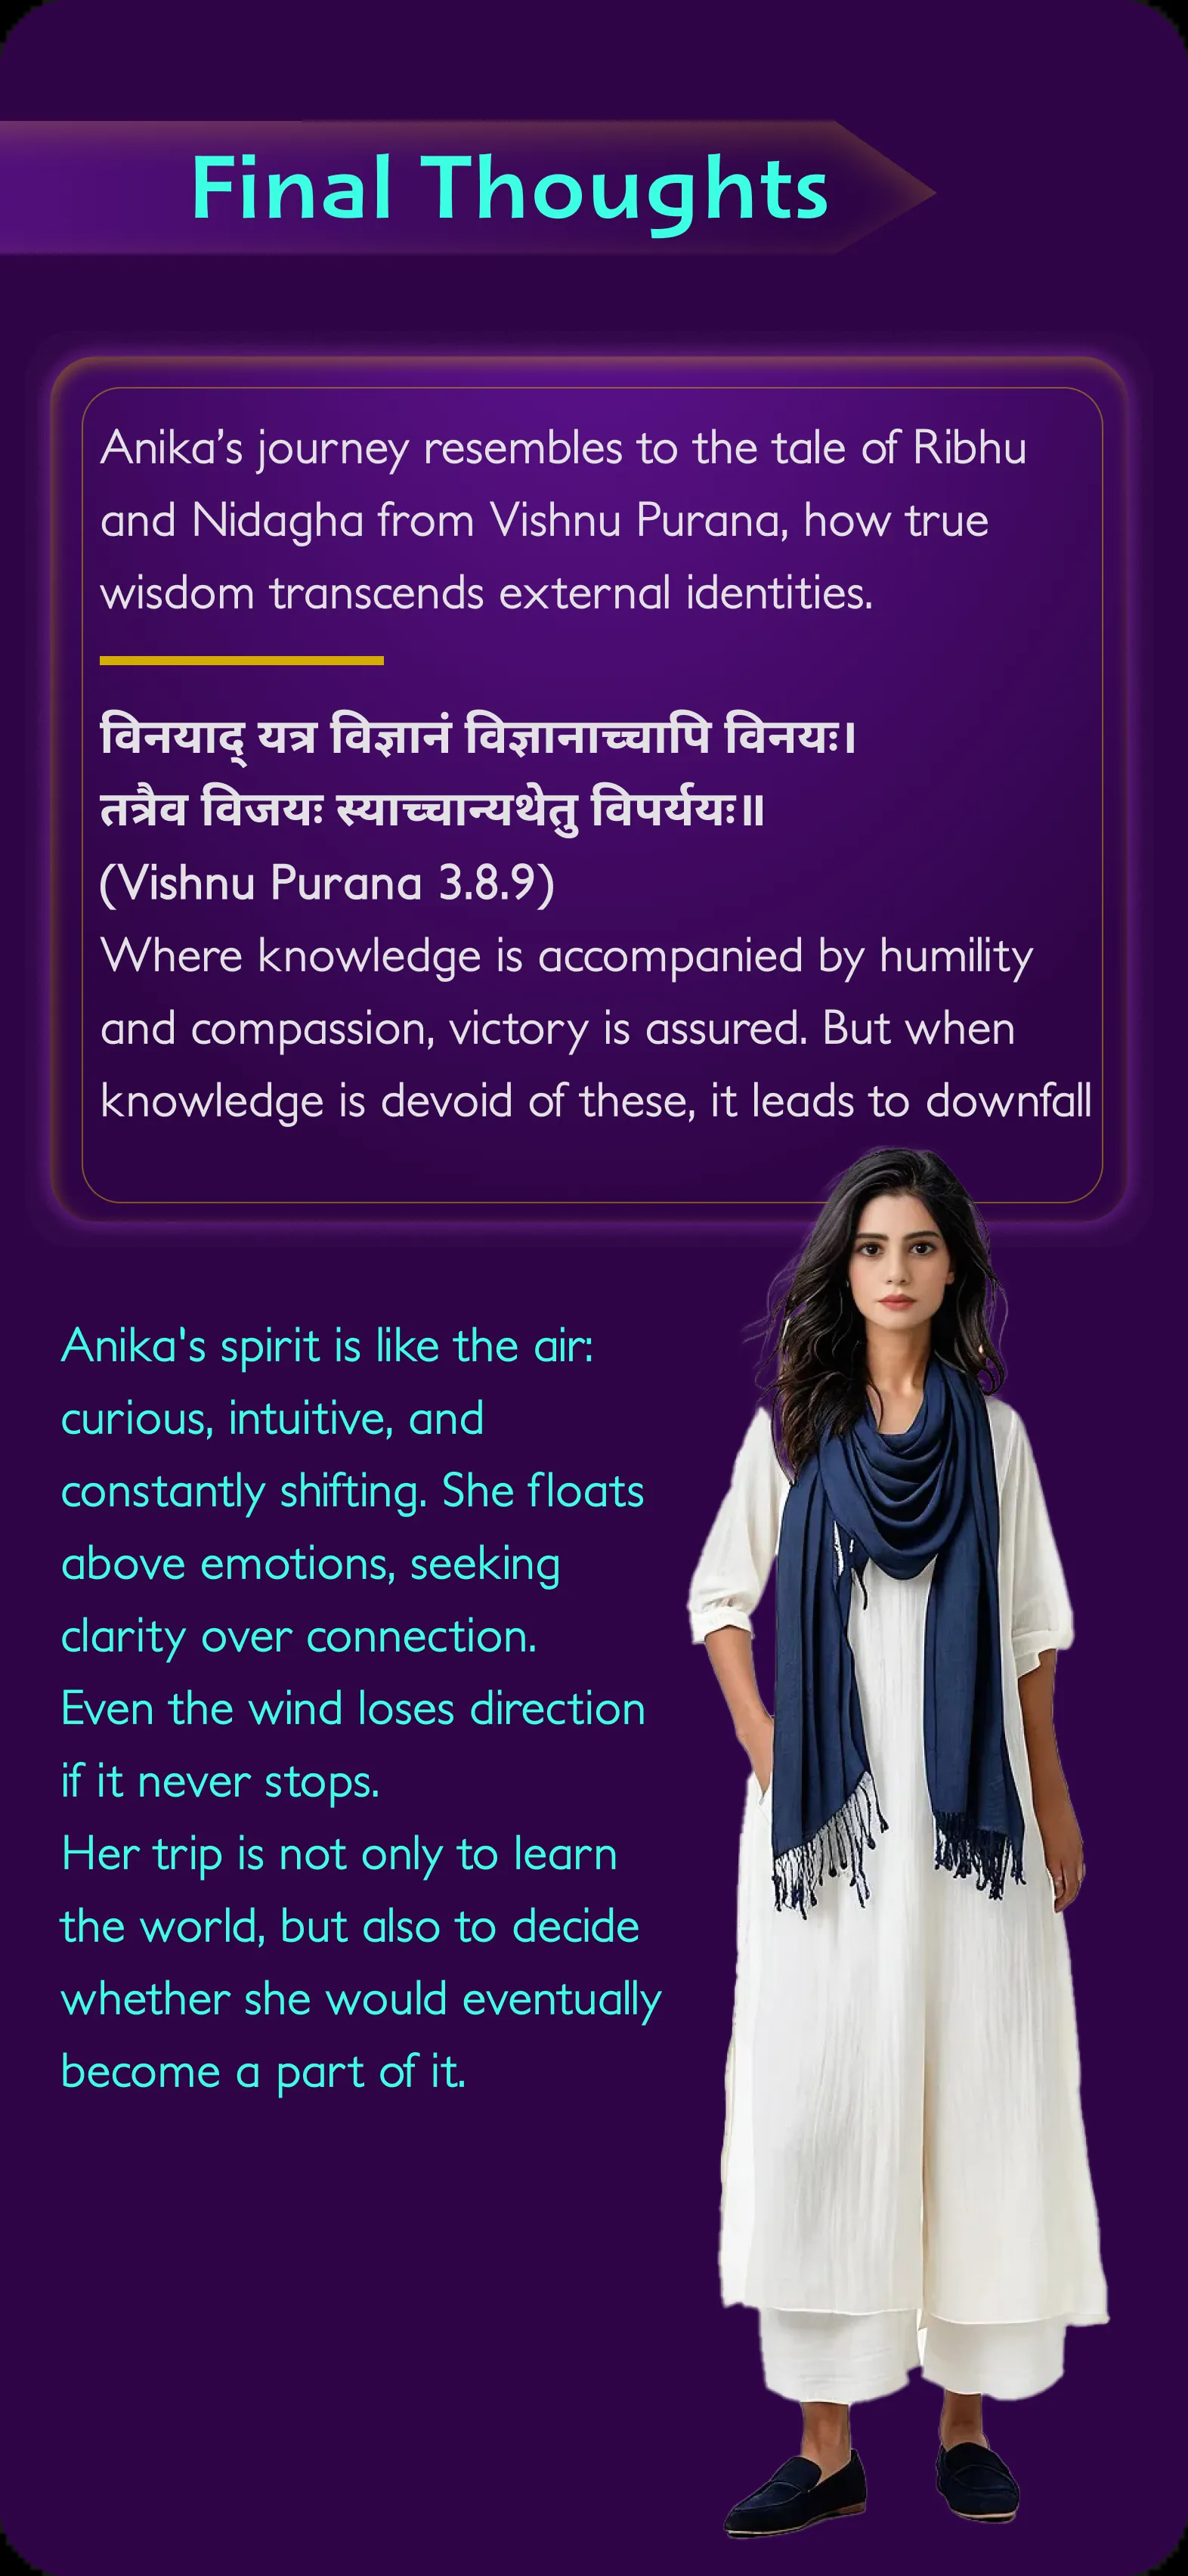 Final Thoughts
Anika’s journey resembles to the tale of Ribhu
and Nidagha from Vishnu Purana, how true
wisdom transcends external identities.
विनयाद् यत्र विज्ञानं विज्ञानाच्चापि विनयः।
तत्रैव विजयः स्याच्चान्यथेतु विपर्ययः॥
(Vishnu Purana 3.8.9)
Where knowledge is accompanied by humility
and compassion, victory is assured. But when
knowledge is devoid of these, it leads to downfall
Anika's spirit is like the air:
curious, intuitive, and
constantly shifting. She floats
above emotions, seeking
clarity over connection.
Even the wind loses direction
if it never stops.
Her trip is not only to learn
the world, but also to decide
whether she would eventually
become a part of it.